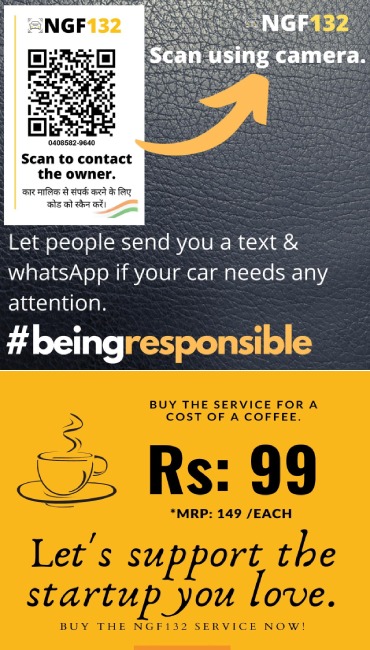 NGF132
NGF132
Scan using camera.
0408582-9640
Scan to contact
the owner.
कार मालिक से संपर्क करने के लिए
कोड को स्कैन करें।
Let people send you a text &
whatsApp if your car needs any
attention.
#beingresponsible
BUY THE SERVICE FOR A
COST OF A COFFEE.
Rs: 99
*MRP: 149 /EACH
Let's support the
startup you love.
BUY THE NGF132 SERVICE NOW!